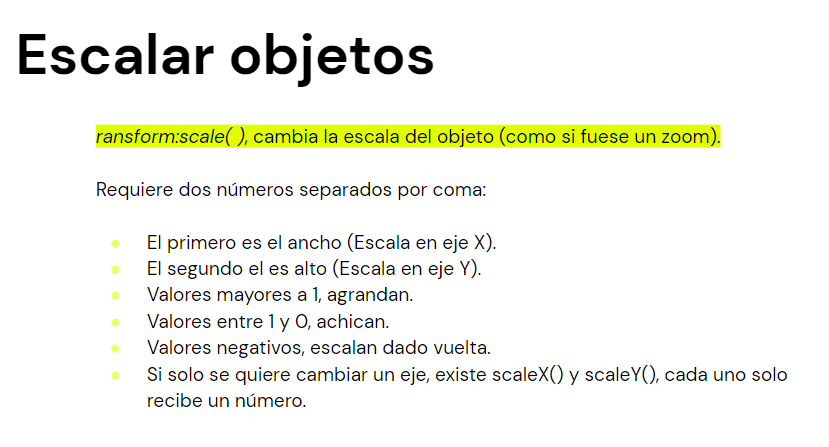 Escalar objetos
ransform:scale( ), cambia la escala del objeto (como si fuese un zoom).
Requiere dos números separados por coma:
El primero es el ancho (Escala en eje X).
El segundo el es alto (Escala en eje Y).
Valores mayores a 1, agrandan.
Valores entre 1 y 0, achican.
Valores negativos, escalan dado vuelta.
Si solo se quiere cambiar un eje, existe scaleX() y scaleY(), cada uno solo
recibe un número.